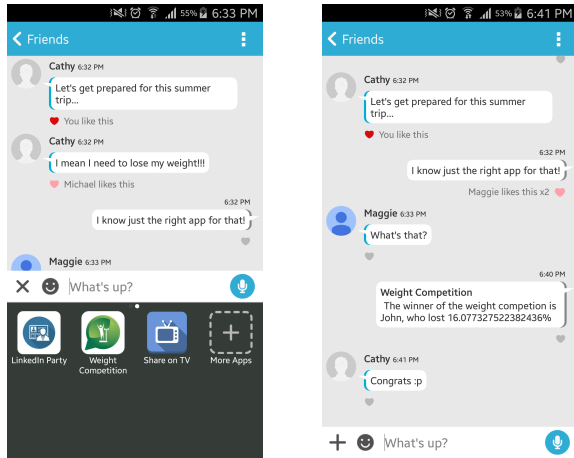 55% 6:33 PM
Friends
Cathy 6:32 PM
Let's get prepared for this summer
trip...
You like this
Cathy 6:32 PM
I mean I need to lose my weight!!!
Michael likes this
6:32 PM
I know just the right app for that!
Maggie 6:33 PM
What's up?
LinkedIn Party
Weight
Competition
Share on TV
More Apps
53% 6:41 PM
Friends
Cathy 6:32 PM
Let's get prepared for this summer
trip...
You like this
6:32 PM
I know just the right app for that!
Maggie likes this x2
Maggie 6:33 PM
What's that?
6:40 PM
Weight Competition
The winner of the weight competion is
John, who lost 16.077327522382436%
Cathy 6:41 PM
Congrats :p
What's up?